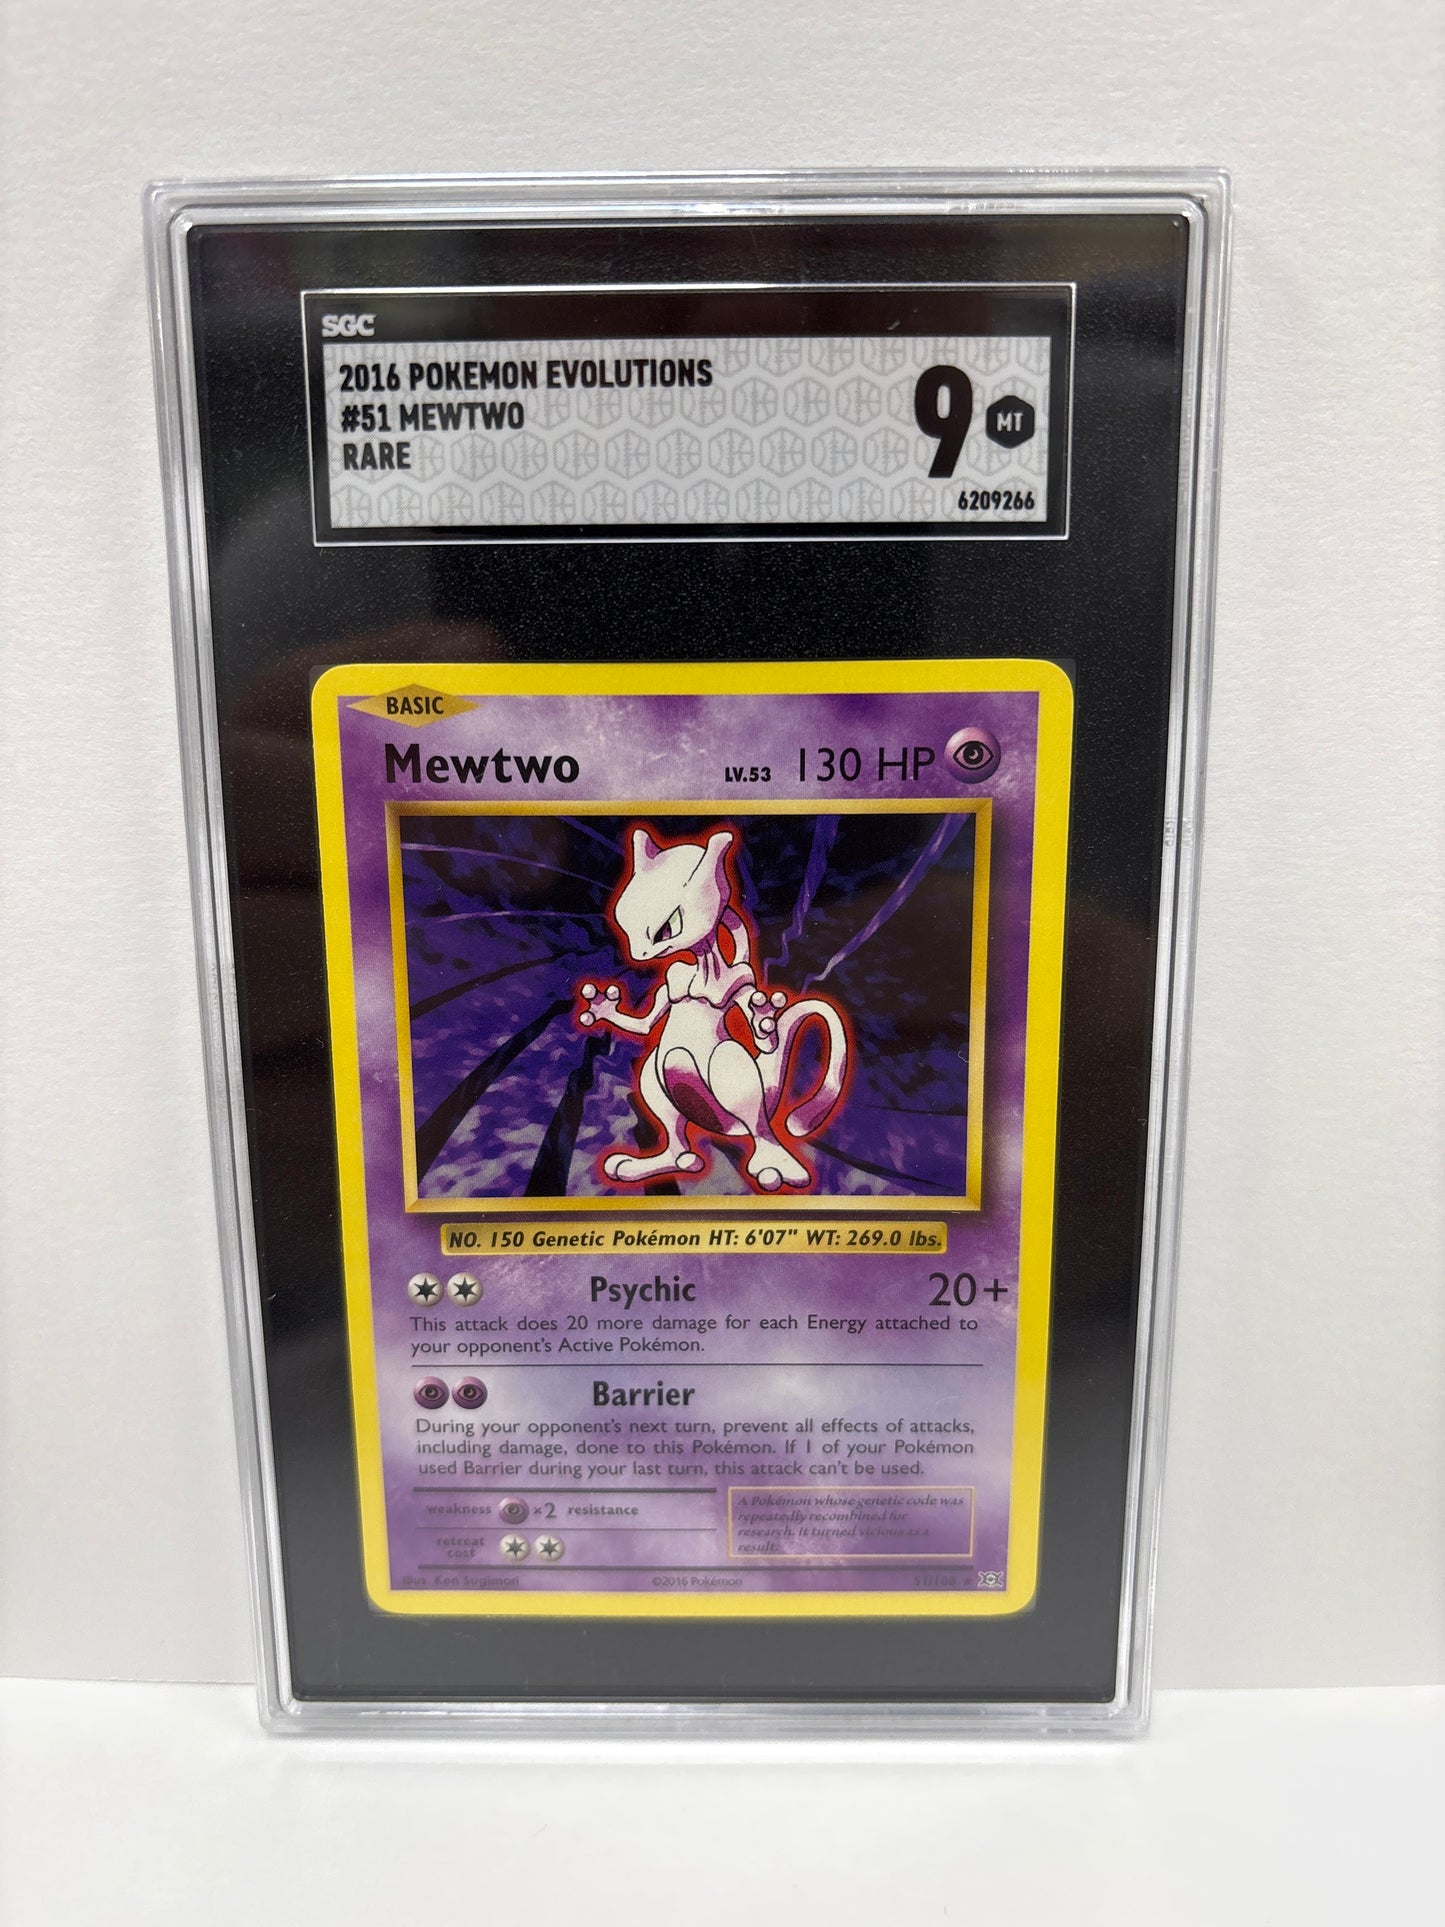 SGC
2016 POKEMON EVOLUTIONS
#51 MEWTWO
RARE
9 MT
6209266
BASIC
Mewtwo LV.53 130 HP
NO. 150 Genetic Pokémon HT: 6'07" WT: 269.0 lbs.
Psychic 20+
This attack does 20 more damage for each Energy attached to
your opponent's Active Pokémon.
Barrier
During your opponent's next turn, prevent all effects of attacks,
including damage, done to this Pokémon. If 1 of your Pokémon
used Barrier during your last turn, this attack can't be used.
weakness ×2 resistance
retreat
cost
A Pokémon whose genetic code was
repeatedly recombined for
research. It turned vicious as a
result.
Illus. Ken Sugimori ©2016 Pokémon 51/108 ★